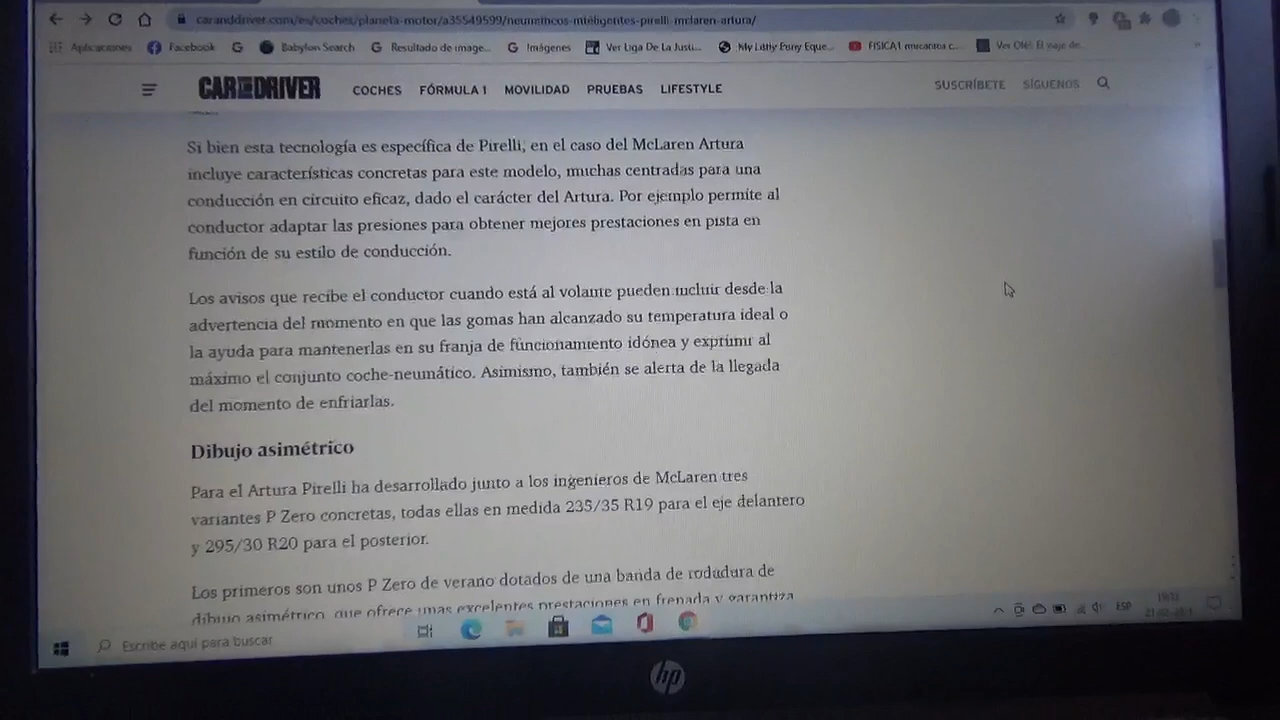 caranddriver.com/es/coches/planeta-motor/a35549599/neumaticos-inteligentes-pirelli-mclaren-artura/
Aplicaciones Facebook Babylon Search Resultado de image... Imágenes Ver Liga De La Justi... My Little Pony Eque... FISICA1 mecanica c... Ver Olé! El viaje de...
CAR AND DRIVER COCHES FÓRMULA 1 MOVILIDAD PRUEBAS LIFESTYLE SUSCRÍBETE SÍGUENOS
Si bien esta tecnología es específica de Pirelli, en el caso del McLaren Artura
incluye características concretas para este modelo, muchas centradas para una
conducción en circuito eficaz, dado el carácter del Artura. Por ejemplo permite al
conductor adaptar las presiones para obtener mejores prestaciones en pista en
función de su estilo de conducción.
Los avisos que recibe el conductor cuando está al volante pueden incluir desde la
advertencia del momento en que las gomas han alcanzado su temperatura ideal o
la ayuda para mantenerlas en su franja de funcionamiento idónea y exprimir al
máximo el conjunto coche-neumático. Asimismo, también se alerta de la llegada
del momento de enfriarlas.
Dibujo asimétrico
Para el Artura Pirelli ha desarrollado junto a los ingenieros de McLaren tres
variantes P Zero concretas, todas ellas en medida 235/35 R19 para el eje delantero
y 295/30 R20 para el posterior.
Los primeros son unos P Zero de verano dotados de una banda de rodadura de
dibujo asimétrico, que ofrece unas excelentes prestaciones en frenada y garantiza
Escribe aquí para buscar
ESP
hp